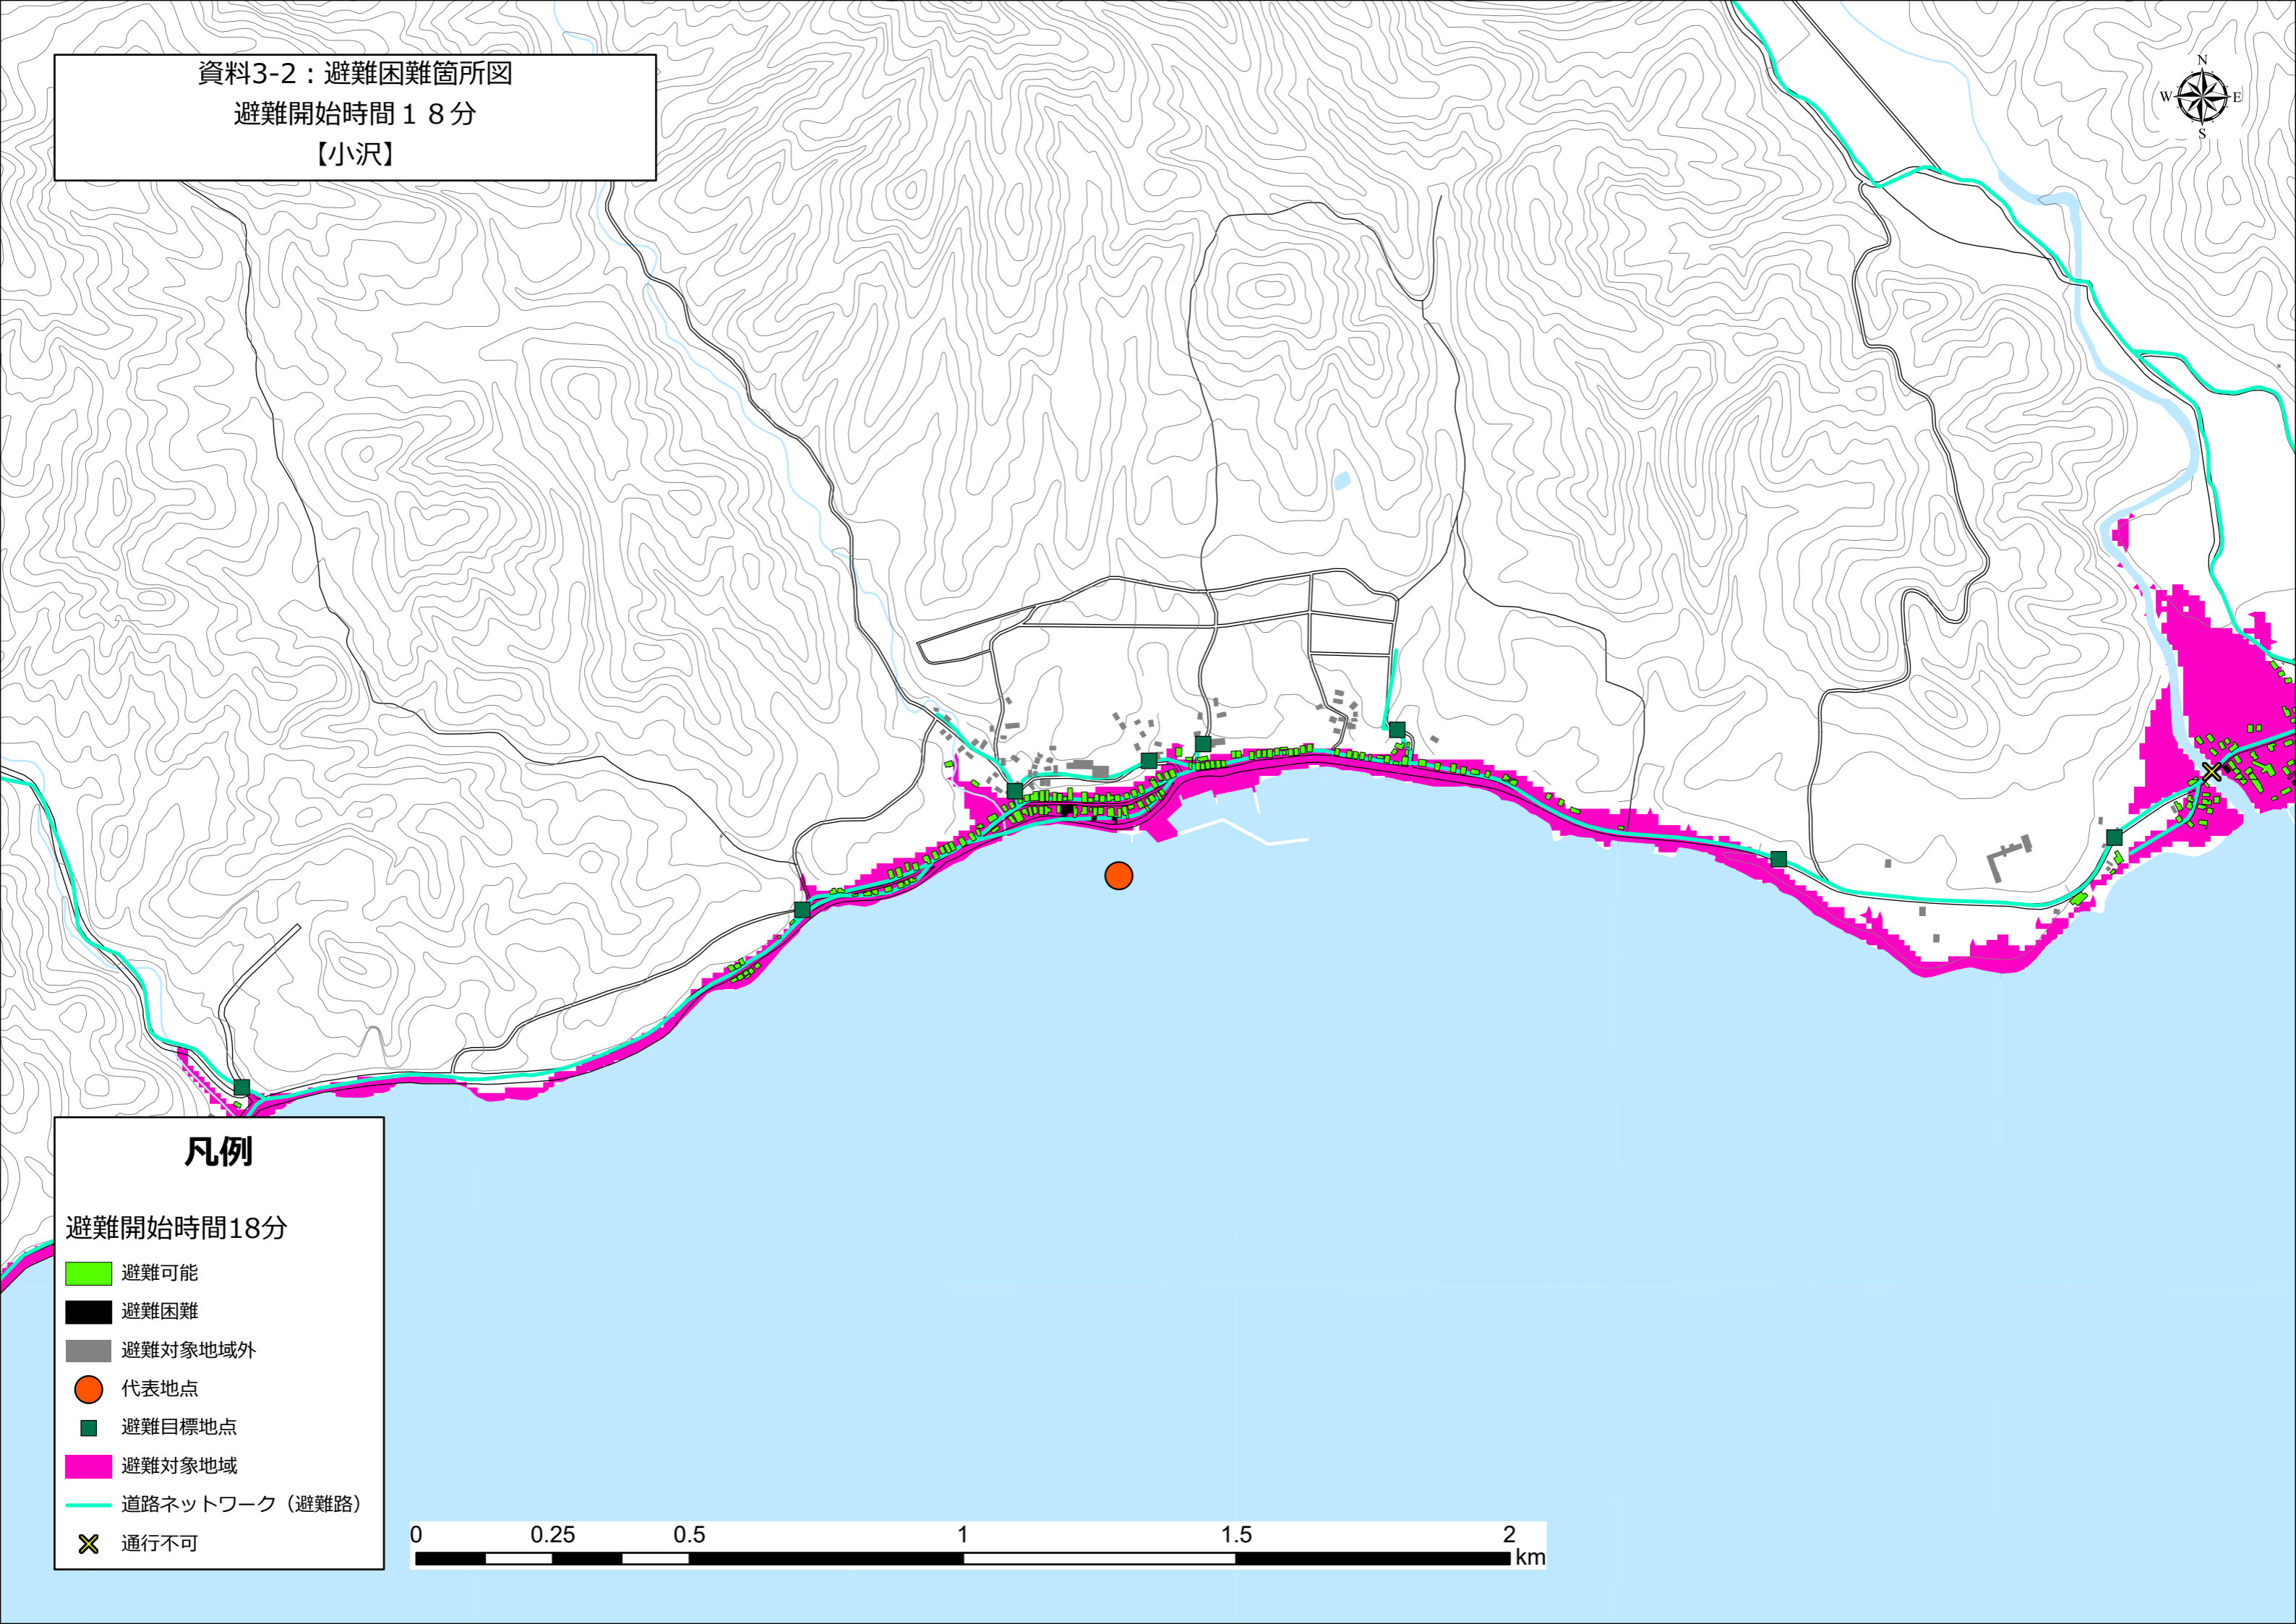 資料3-2：避難困難箇所図
避難開始時間１８分
【小沢】
N
W E
S
凡例
避難開始時間18分
避難可能
避難困難
避難対象地域外
代表地点
避難目標地点
避難対象地域
道路ネットワーク（避難路）
通行不可
0 0.25 0.5 1 1.5 2
km